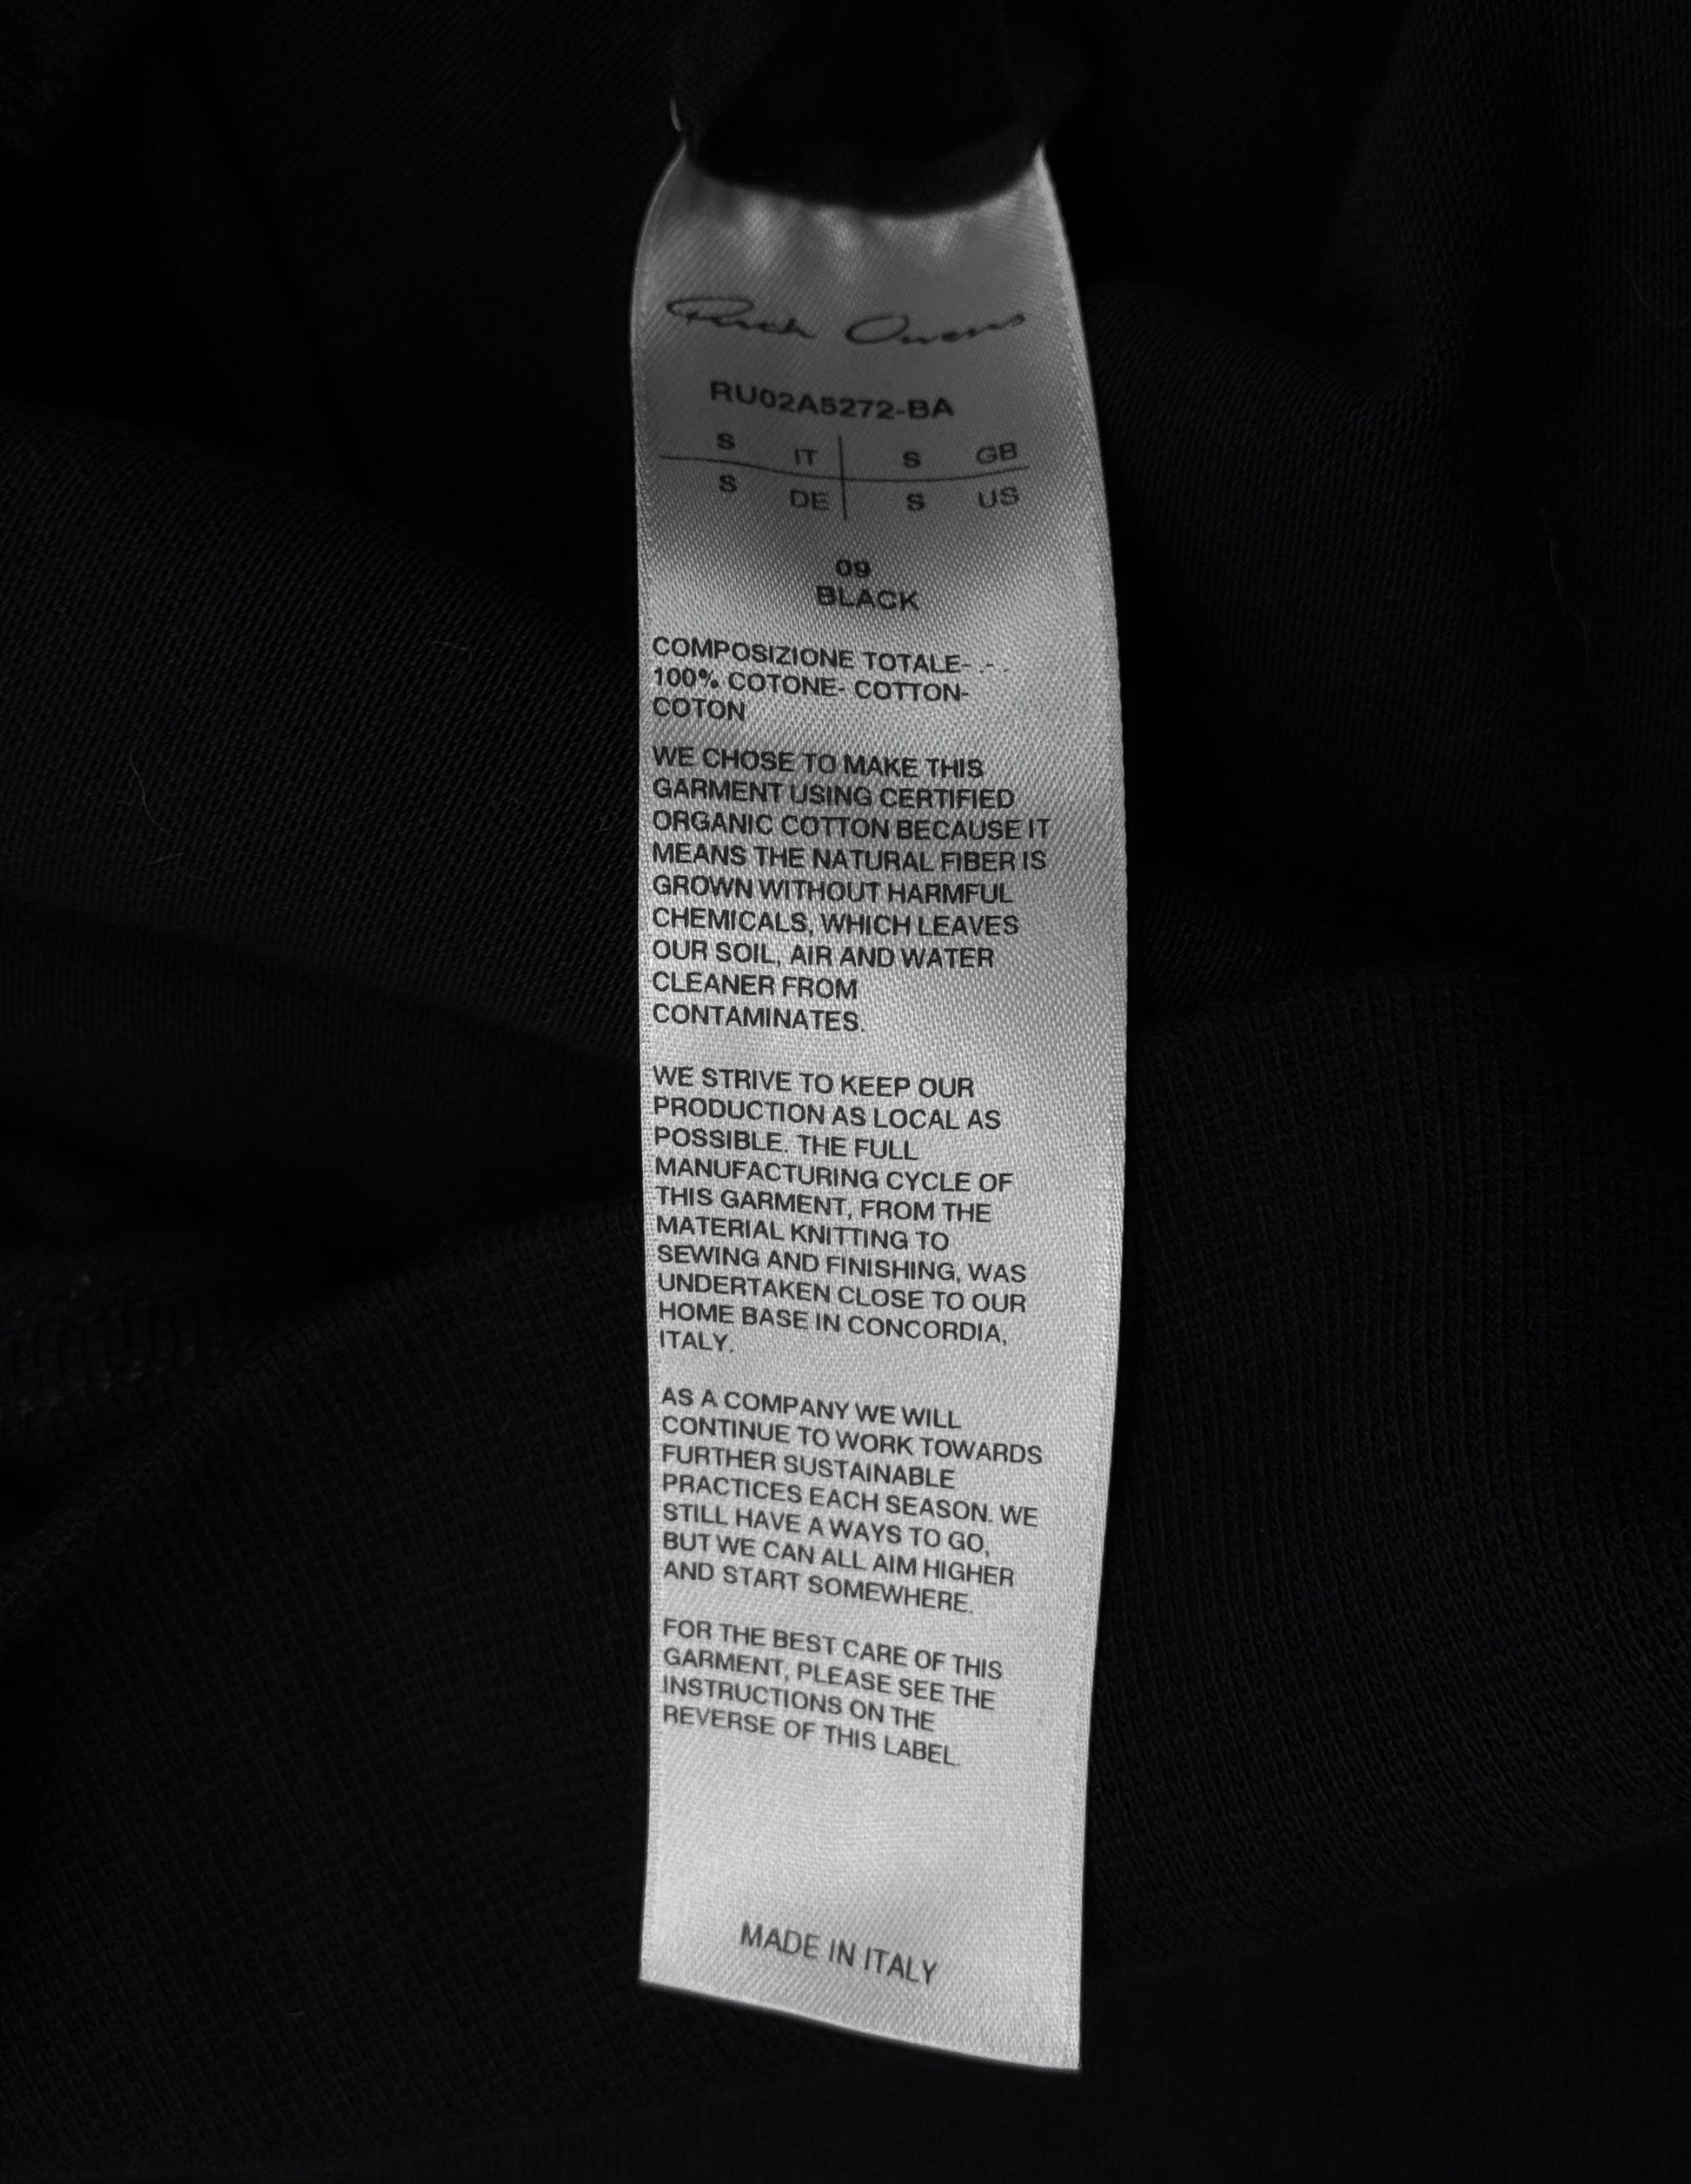 Rick Owens
RU02A5272-BA
S IT S GB
S DE S US
09
BLACK
COMPOSIZIONE TOTALE- - -
100% COTONE- COTTON-
COTON
WE CHOSE TO MAKE THIS
GARMENT USING CERTIFIED
ORGANIC COTTON BECAUSE IT
MEANS THE NATURAL FIBER IS
GROWN WITHOUT HARMFUL
CHEMICALS, WHICH LEAVES
OUR SOIL, AIR AND WATER
CLEANER FROM
CONTAMINATES.
WE STRIVE TO KEEP OUR
PRODUCTION AS LOCAL AS
POSSIBLE. THE FULL
MANUFACTURING CYCLE OF
THIS GARMENT, FROM THE
MATERIAL KNITTING TO
SEWING AND FINISHING, WAS
UNDERTAKEN CLOSE TO OUR
HOME BASE IN CONCORDIA,
ITALY.
AS A COMPANY WE WILL
CONTINUE TO WORK TOWARDS
FURTHER SUSTAINABLE
PRACTICES EACH SEASON. WE
STILL HAVE A WAYS TO GO,
BUT WE CAN ALL AIM HIGHER
AND START SOMEWHERE.
FOR THE BEST CARE OF THIS
GARMENT, PLEASE SEE THE
INSTRUCTIONS ON THE
REVERSE OF THIS LABEL.
MADE IN ITALY